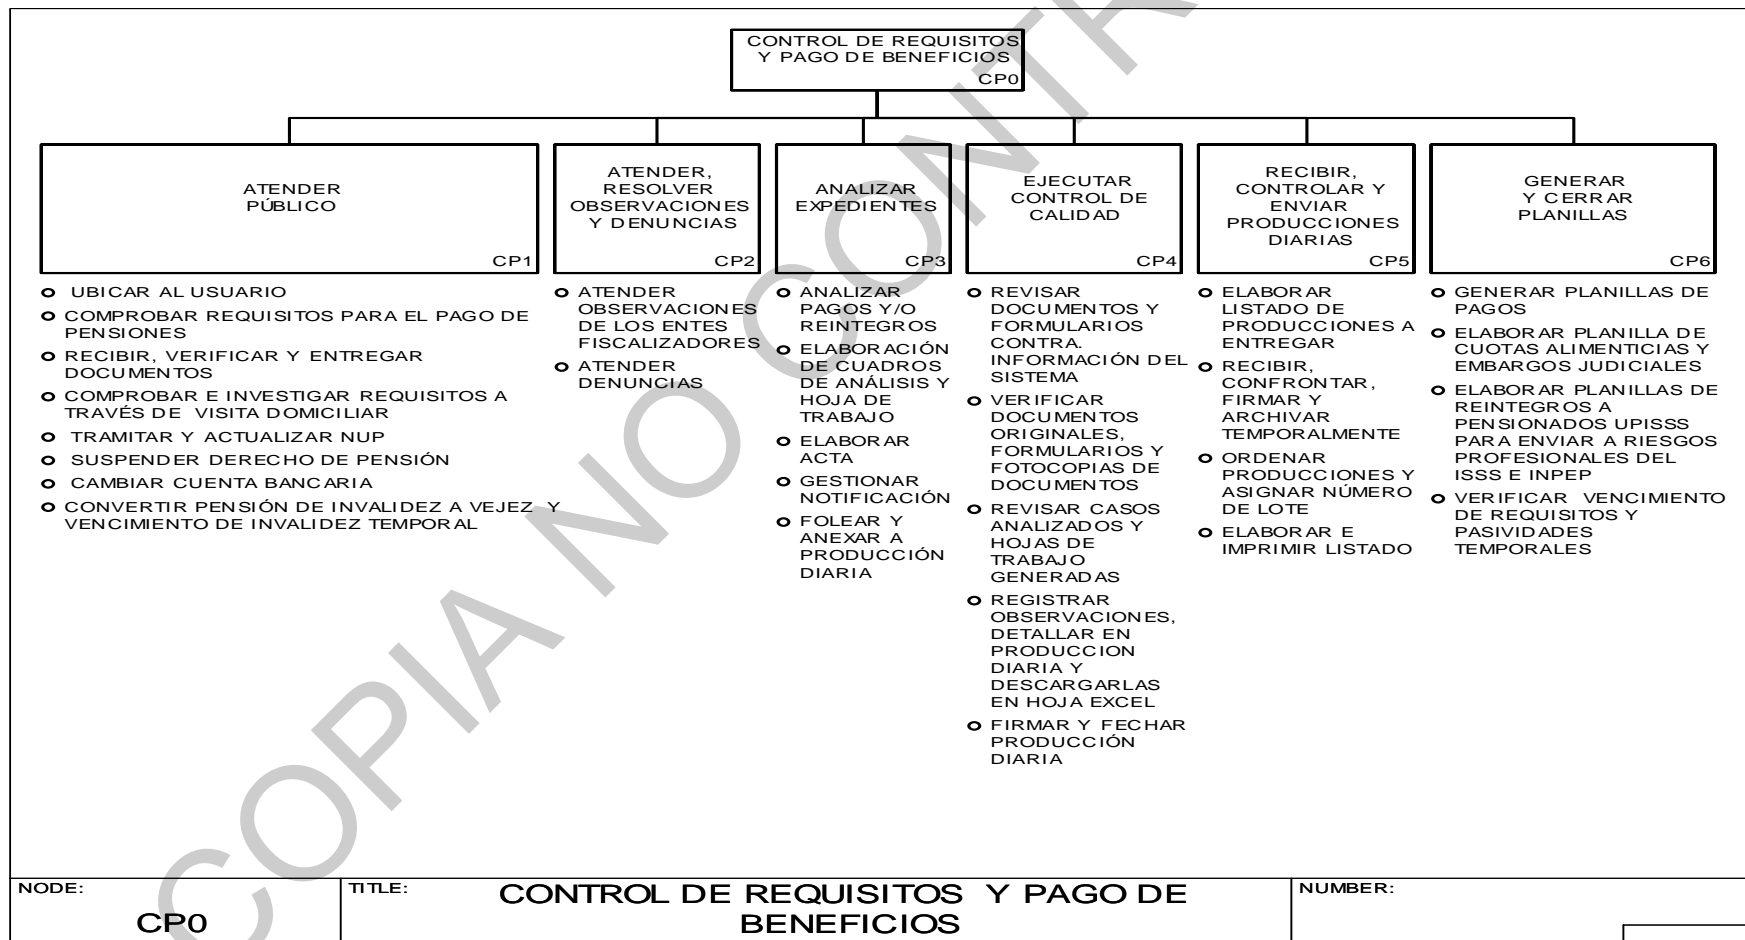 CONTROL DE REQUISITOS
Y PAGO DE BENEFICIOS
CP0
ATENDER
PÚBLICO
CP1
UBICAR AL USUARIO
COMPROBAR REQUISITOS PARA EL PAGO DE
PENSIONES
RECIBIR, VERIFICAR Y ENTREGAR
DOCUMENTOS
COMPROBAR E INVESTIGAR REQUISITOS A
TRAVÉS DE VISITA DOMICILIAR
TRAMITAR Y ACTUALIZAR NUP
SUSPENDER DERECHO DE PENSIÓN
CAMBIAR CUENTA BANCARIA
CONVERTIR PENSIÓN DE INVALIDEZ A VEJEZ Y
VENCIMIENTO DE INVALIDEZ TEMPORAL
ATENDER,
RESOLVER
OBSERVACIONES
Y DENUNCIAS
CP2
ATENDER
OBSERVACIONES
DE LOS ENTES
FISCALIZADORES
ATENDER
DENUNCIAS
ANALIZAR
EXPEDIENTES
CP3
ANALIZAR
PAGOS Y/O
REINTEGROS
ELABORACIÓN
DE CUADROS
DE ANÁLISIS Y
HOJA DE
TRABAJO
ELABORAR
ACTA
GESTIONAR
NOTIFICACIÓN
FOLEAR Y
ANEXAR A
PRODUCCIÓN
DIARIA
EJECUTAR
CONTROL DE
CALIDAD
CP4
REVISAR
DOCUMENTOS Y
FORMULARIOS
CONTRA.
INFORMACIÓN DEL
SISTEMA
VERIFICAR
DOCUMENTOS
ORIGINALES,
FORMULARIOS Y
FOTOCOPIAS DE
DOCUMENTOS
REVISAR CASOS
ANALIZADOS Y
HOJAS DE
TRABAJO
GENERADAS
REGISTRAR
OBSERVACIONES,
DETALLAR EN
PRODUCCION
DIARIA Y
DESCARGARLAS
EN HOJA EXCEL
FIRMAR Y FECHAR
PRODUCCIÓN
DIARIA
RECIBIR,
CONTROLAR Y
ENVIAR
PRODUCCIONES
DIARIAS
CP5
ELABORAR
LISTADO DE
PRODUCCIONES A
ENTREGAR
RECIBIR,
CONFRONTAR,
FIRMAR Y
ARCHIVAR
TEMPORALMENTE
ORDENAR
PRODUCCIONES Y
ASIGNAR NÚMERO
DE LOTE
ELABORAR E
IMPRIMIR LISTADO
GENERAR
Y CERRAR
PLANILLAS
CP6
GENERAR PLANILLAS DE
PAGOS
ELABORAR PLANILLA DE
CUOTAS ALIMENTICIAS Y
EMBARGOS JUDICIALES
ELABORAR PLANILLAS DE
REINTEGROS A
PENSIONADOS UPISSS
PARA ENVIAR A RIESGOS
PROFESIONALES DEL
ISSS E INPEP
VERIFICAR VENCIMIENTO
DE REQUISITOS Y
PASIVIDADES
TEMPORALES
COPIA NO CONTR
NODE:
CP0
TITLE:
CONTROL DE REQUISITOS Y PAGO DE
BENEFICIOS
NUMBER: